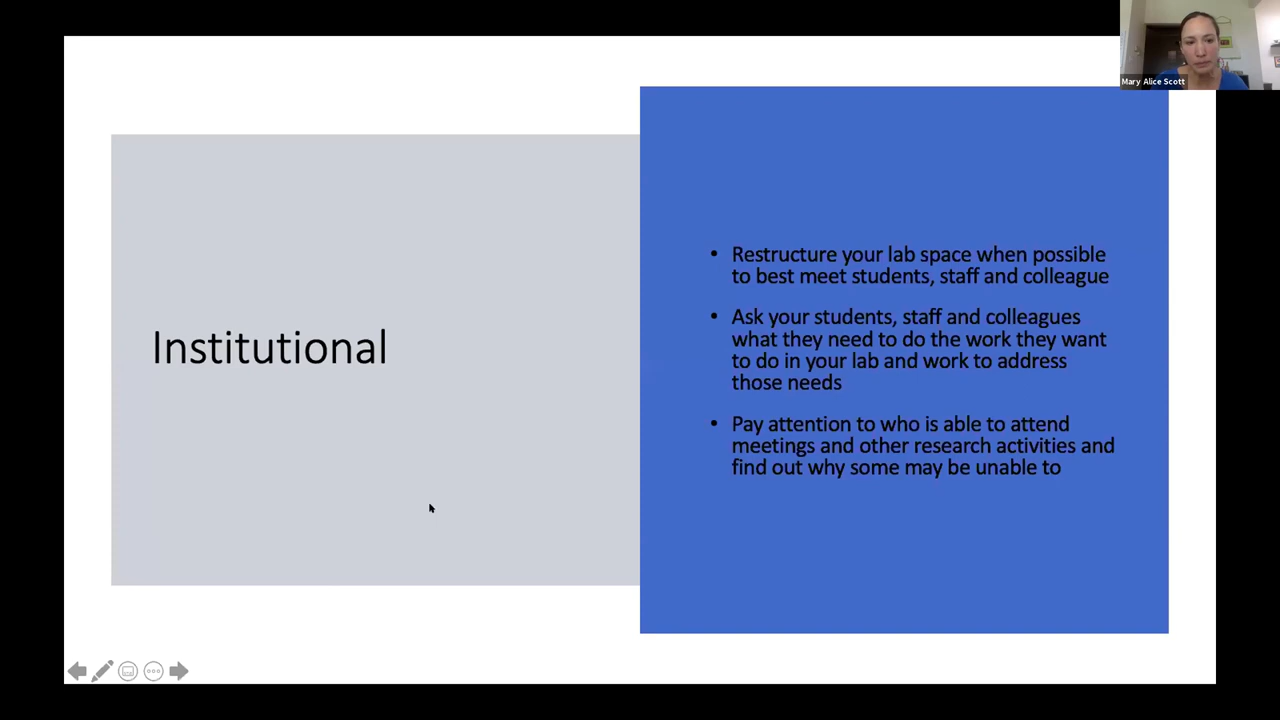 Mary Alice Scott
Institutional
• Restructure your lab space when possible
to best meet students, staff and colleague
• Ask your students, staff and colleagues
what they need to do the work they want
to do in your lab and work to address
those needs
• Pay attention to who is able to attend
meetings and other research activities and
find out why some may be unable to